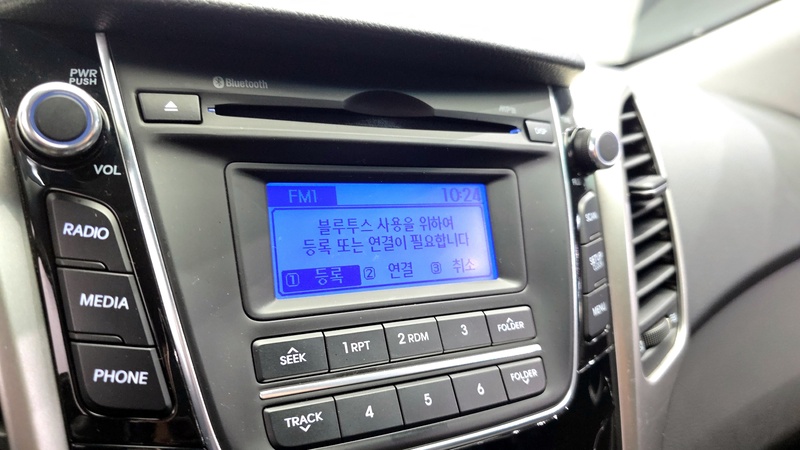 PWR
PUSH
Bluetooth
VOL
DISP
FM1 10:24
블루투스 사용을 위하여
등록 또는 연결이 필요합니다
1 등록 2 연결 3 취소
RADIO
MEDIA
PHONE
SCAN
SETUP
MENU
SEEK
1 RPT
2 RDM
3
FOLDER
TRACK
4
5
6
FOLDER